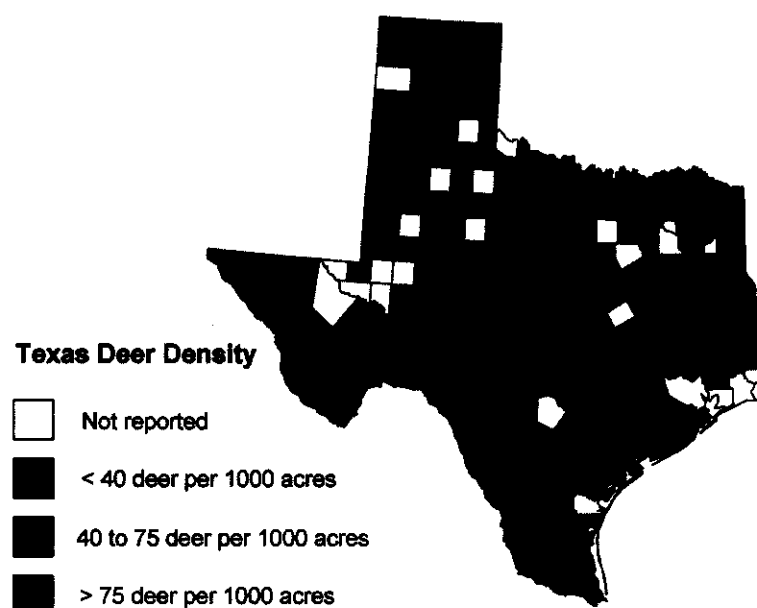 Texas Deer Density
Not reported
< 40 deer per 1000 acres
40 to 75 deer per 1000 acres
> 75 deer per 1000 acres